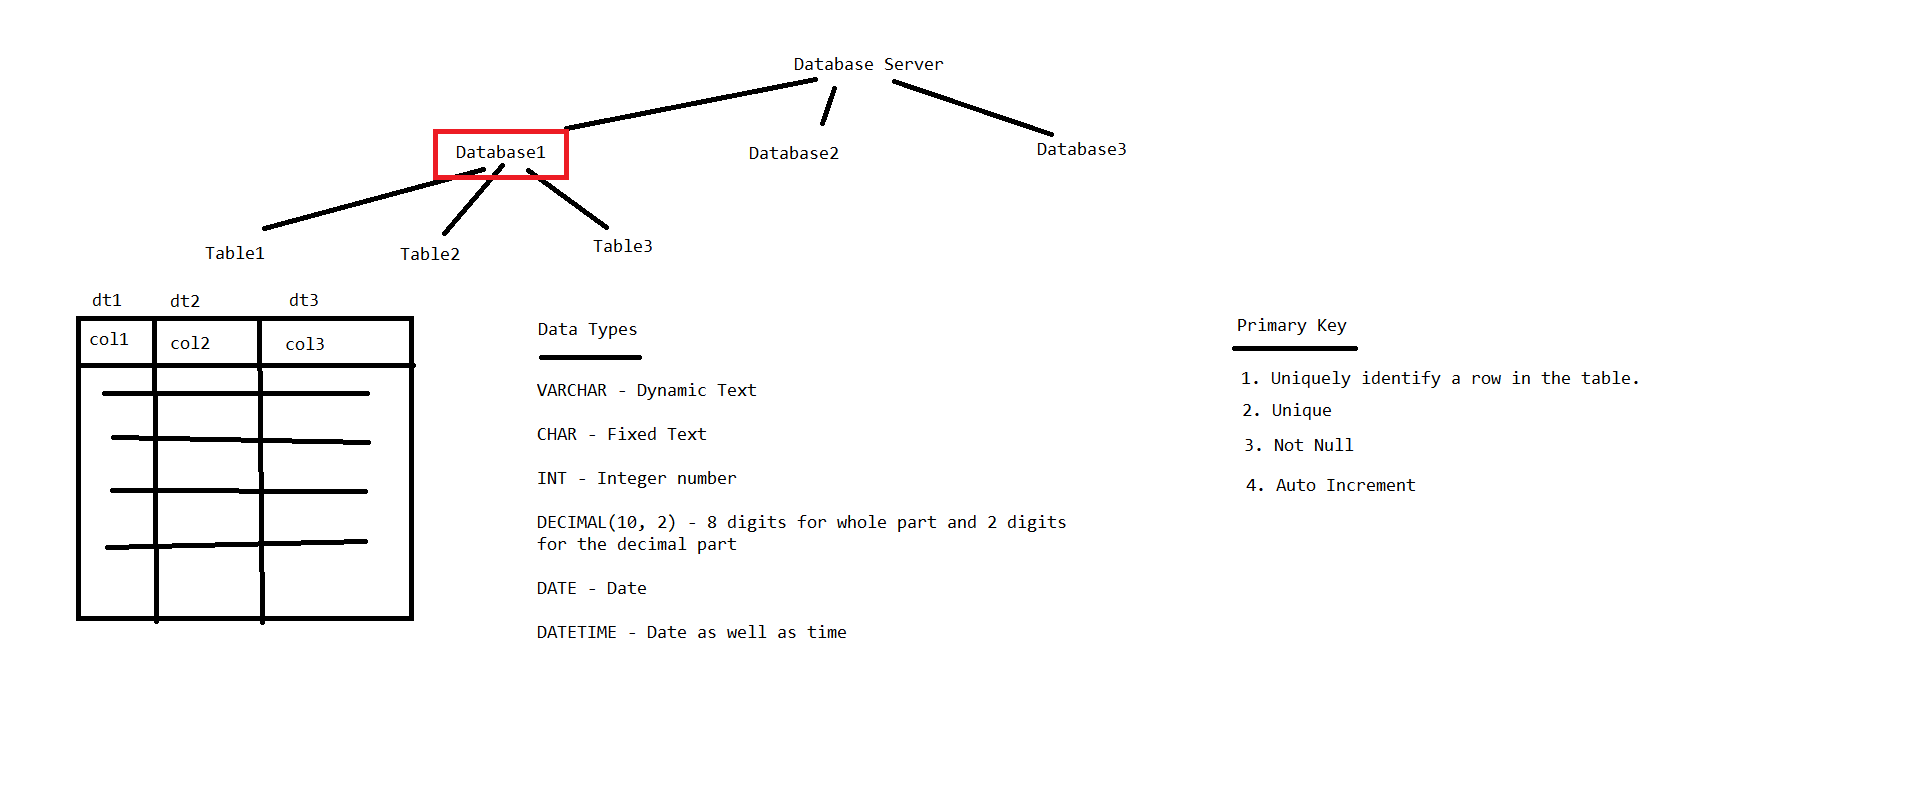 Database Server
Database1
Database2
Database3
Table1
Table2
Table3
dt1 dt2 dt3
col1 col2 col3
Data Types
VARCHAR - Dynamic Text
CHAR - Fixed Text
INT - Integer number
DECIMAL(10, 2) - 8 digits for whole part and 2 digits
for the decimal part
DATE - Date
DATETIME - Date as well as time
Primary Key
1. Uniquely identify a row in the table.
2. Unique
3. Not Null
4. Auto Increment